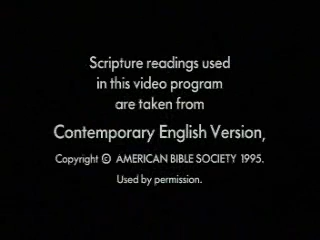 Scripture readings used
in this video program
are taken from
Contemporary English Version,
Copyright © AMERICAN BIBLE SOCIETY 1995.
Used by permission.